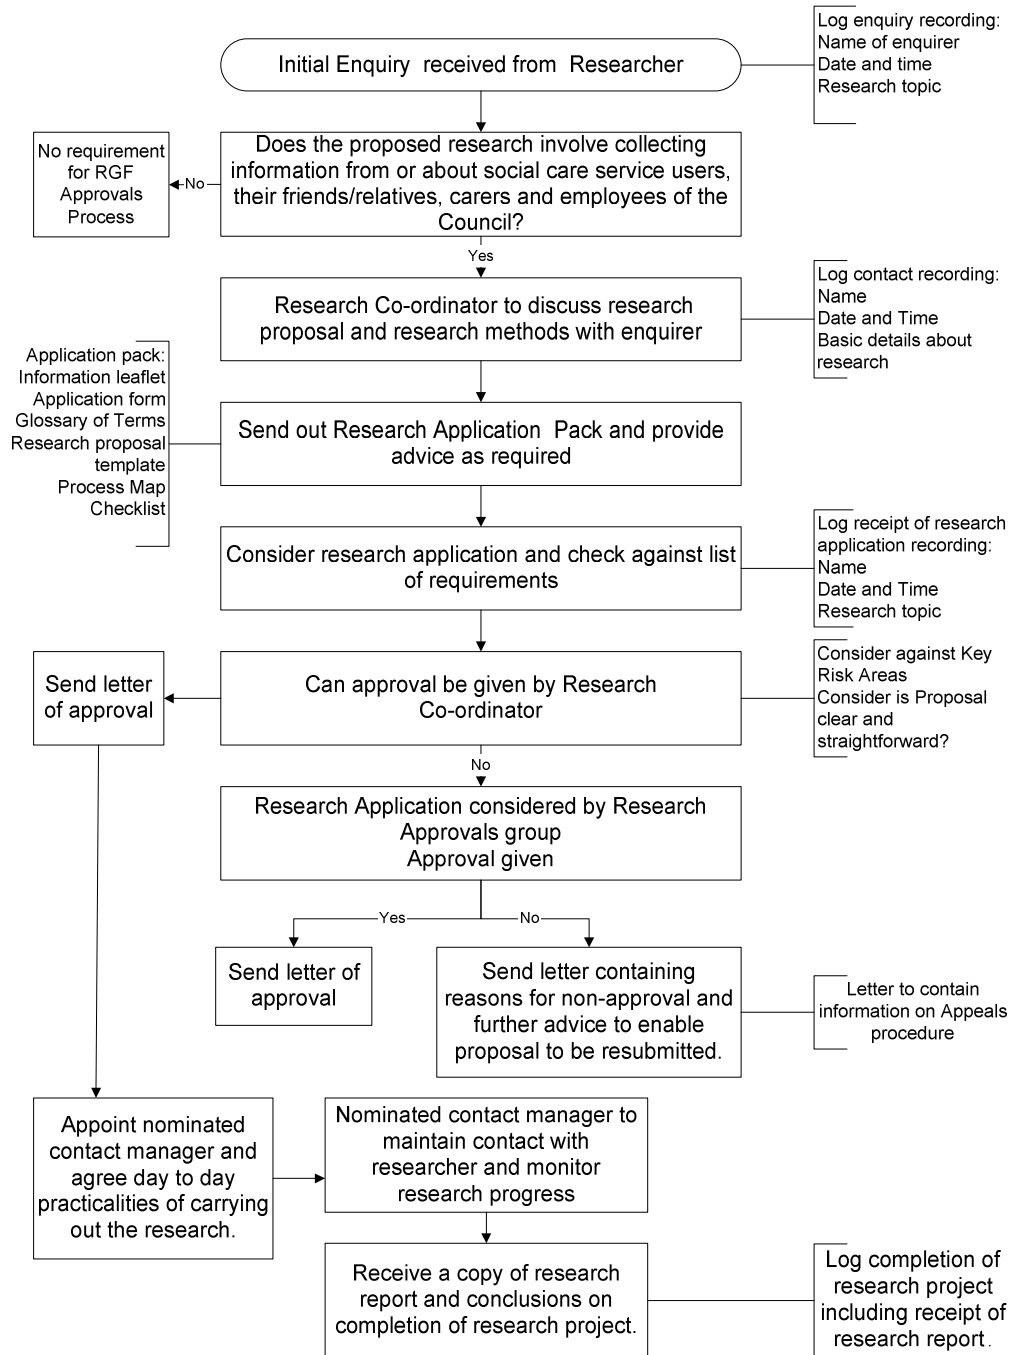 Log enquiry recording:
Name of enquirer
Date and time
Research topic
Initial Enquiry received from Researcher
No requirement
for RGF
Approvals
Process
No
Does the proposed research involve collecting
information from or about social care service users,
their friends/relatives, carers and employees of the
Council?
Yes
Research Co-ordinator to discuss research
proposal and research methods with enquirer
Log contact recording:
Name
Date and Time
Basic details about
research
Application pack:
Information leaflet
Application form
Glossary of Terms
Research proposal
template
Process Map
Checklist
Send out Research Application Pack and provide
advice as required
Consider research application and check against list
of requirements
Log receipt of research
application recording:
Name
Date and Time
Research topic
Send letter
of approval
Can approval be given by Research
Co-ordinator
Consider against Key
Risk Areas
Consider is Proposal
clear and
straightforward?
No
Research Application considered by Research
Approvals group
Approval given
Yes
No
Send letter of
approval
Send letter containing
reasons for non-approval and
further advice to enable
proposal to be resubmitted.
Letter to contain
information on Appeals
procedure
Appoint nominated
contact manager and
agree day to day
practicalities of carrying
out the research.
Nominated contact manager to
maintain contact with
researcher and monitor
research progress
Receive a copy of research
report and conclusions on
completion of research project.
Log completion of
research project
including receipt of
research report.